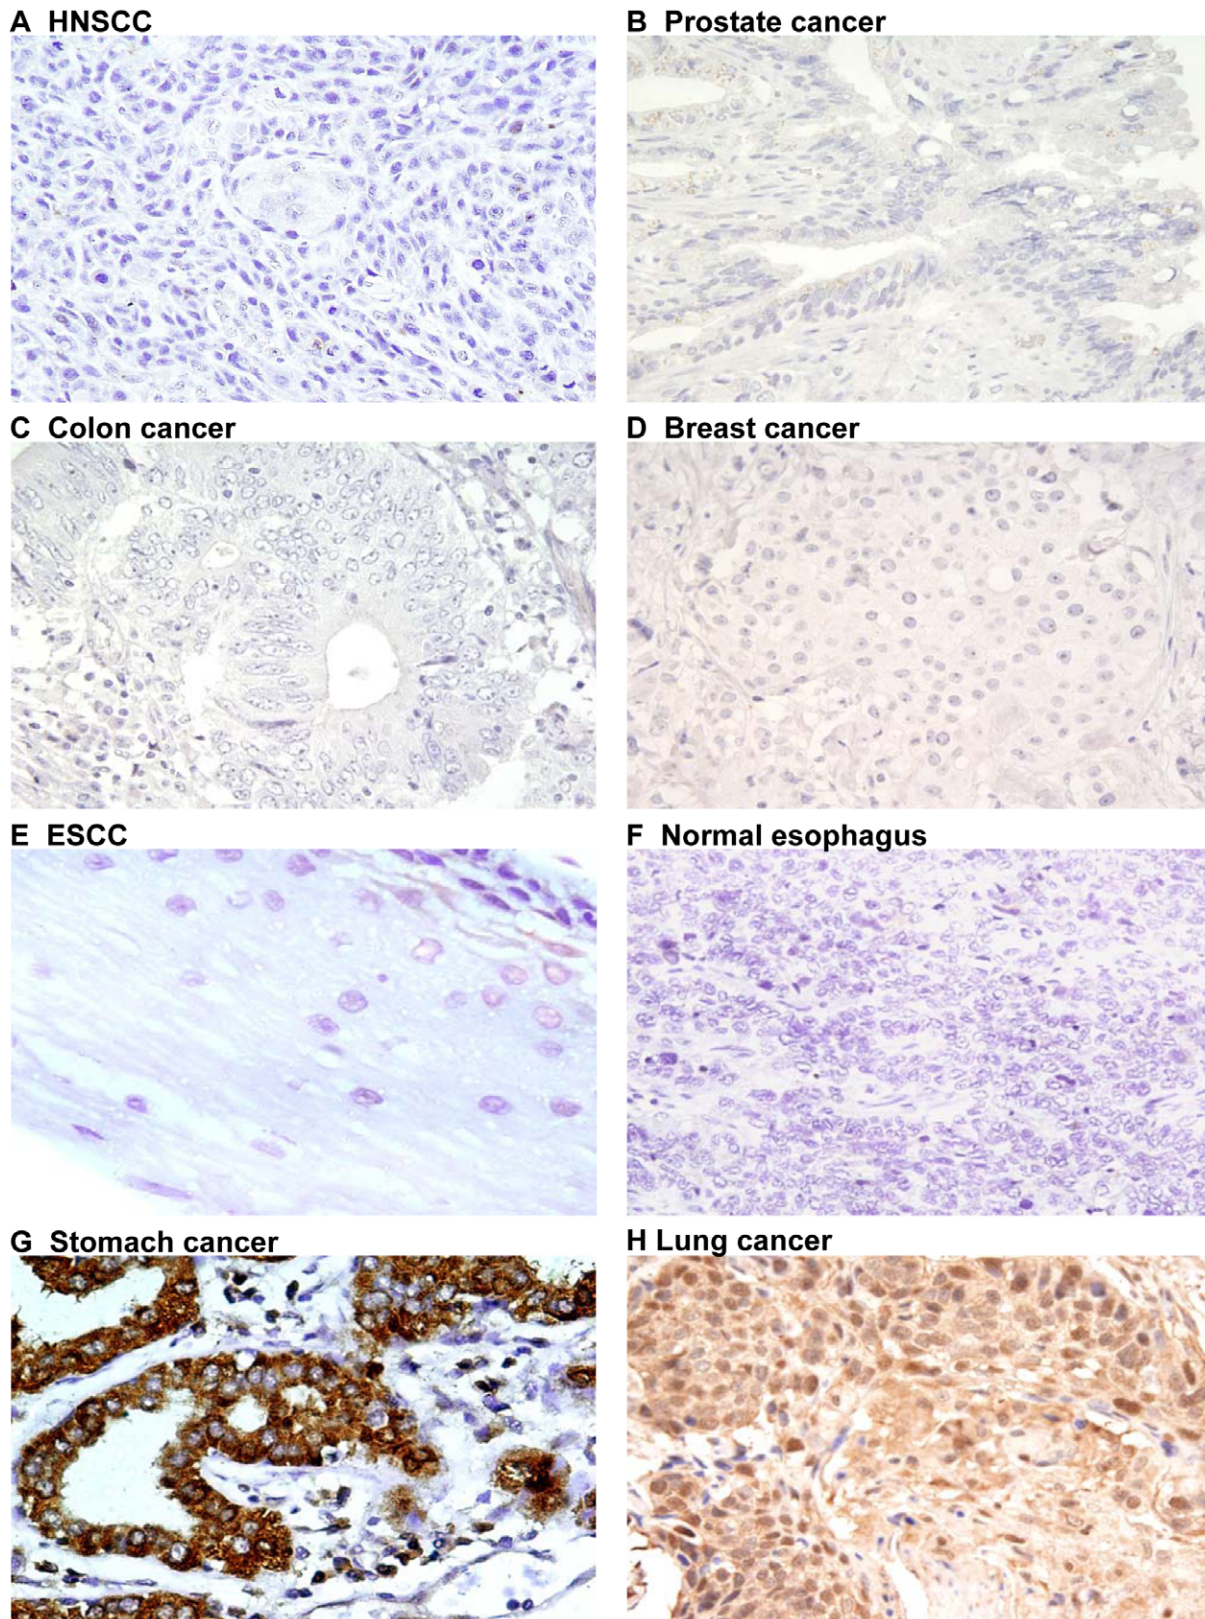 A HNSCC
B Prostate cancer
C Colon cancer
D Breast cancer
E ESCC
F Normal esophagus
G Stomach cancer
H Lung cancer